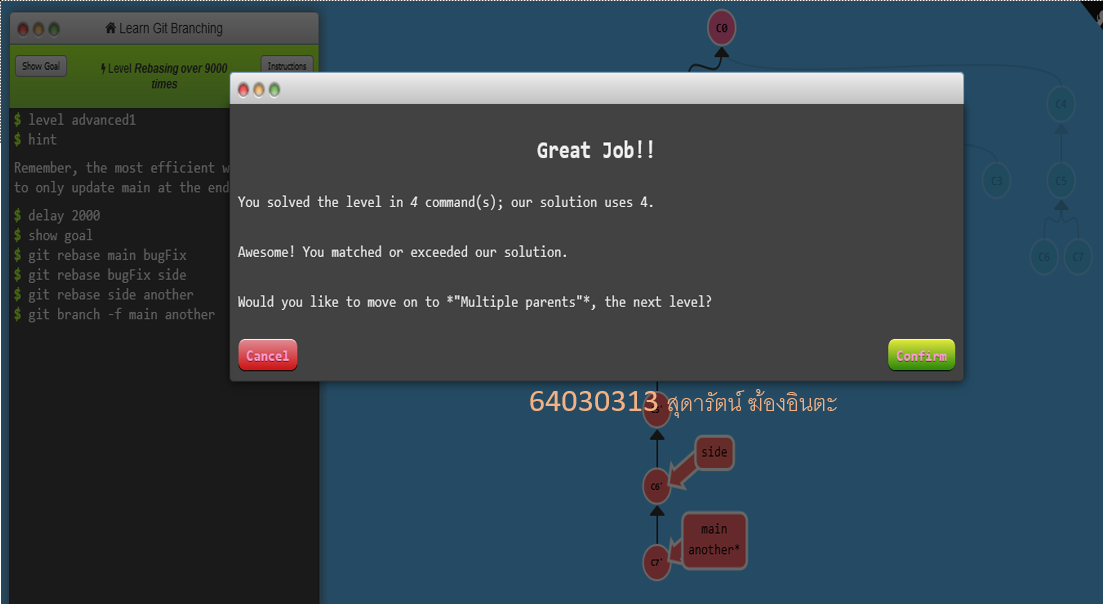 Learn Git Branching
Show Goal
Level Rebasing over 9000 times
Instructions
$ level advanced1
$ hint
Remember, the most efficient
to only update main at the end
$ delay 2000
$ show goal
$ git rebase main bugFix
$ git rebase bugFix side
$ git rebase side another
$ git branch -f main another
Great Job!!
You solved the level in 4 command(s); our solution uses 4.
Awesome! You matched or exceeded our solution.
Would you like to move on to *"Multiple parents"*, the next level?
Cancel
Confirm
64030313 สุดารัตน์ ฆ้องอินตะ
C0
C4
C3
C5
C6
C7
side
C6'
main
another*
C7'